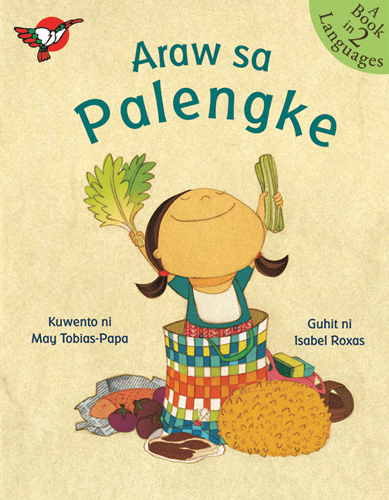 A
Book
in 2
Languages
Araw sa
Palengke
Kuwento ni
May Tobias-Papa
Guhit ni
Isabel Roxas